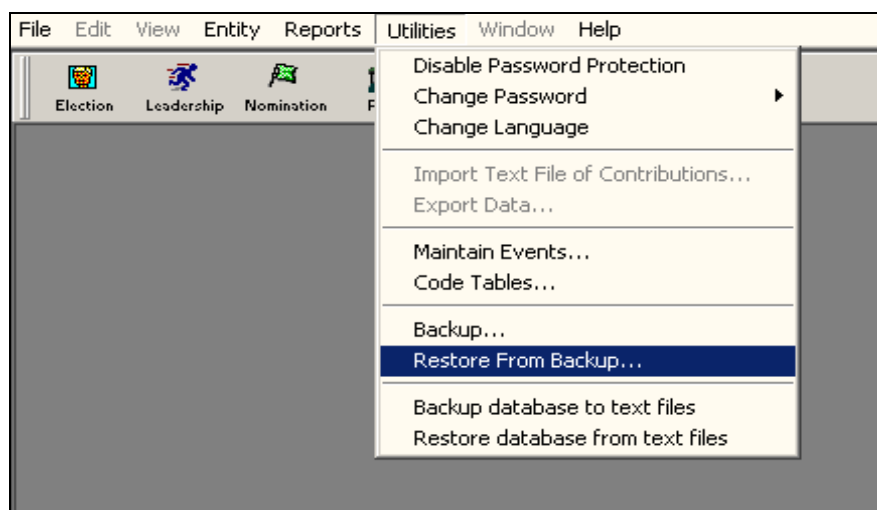 File Edit View Entity Reports Utilities Window Help
Election Leadership Nomination
Disable Password Protection
Change Password
Change Language
Import Text File of Contributions...
Export Data...
Maintain Events...
Code Tables...
Backup...
Restore From Backup...
Backup database to text files
Restore database from text files